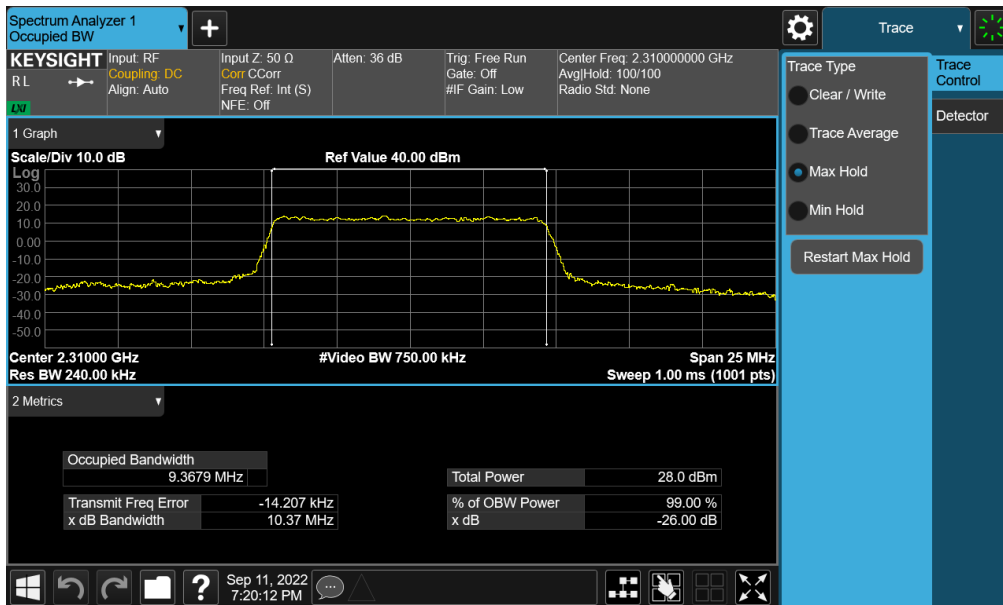 Spectrum Analyzer 1
Occupied BW
+
Trace
KEYSIGHT
R L
LXI
Input: RF
Coupling: DC
Align: Auto
Input Z: 50 Ω
Corr CCorr
Freq Ref: Int (S)
NFE: Off
Atten: 36 dB
Trig: Free Run
Gate: Off
#IF Gain: Low
Center Freq: 2.310000000 GHz
Avg|Hold: 100/100
Radio Std: None
Trace Type
Clear / Write
Trace Average
Max Hold
Min Hold
Restart Max Hold
Trace
Control
Detector
1 Graph
Scale/Div 10.0 dB
Ref Value 40.00 dBm
Log
30.0
20.0
10.0
0.00
-10.0
-20.0
-30.0
-40.0
-50.0
Center 2.31000 GHz
#Video BW 750.00 kHz
Span 25 MHz
Res BW 240.00 kHz
Sweep 1.00 ms (1001 pts)
2 Metrics
Occupied Bandwidth
9.3679 MHz
Total Power 28.0 dBm
Transmit Freq Error -14.207 kHz
% of OBW Power 99.00 %
x dB Bandwidth 10.37 MHz
x dB -26.00 dB
?
Sep 11, 2022
7:20:12 PM